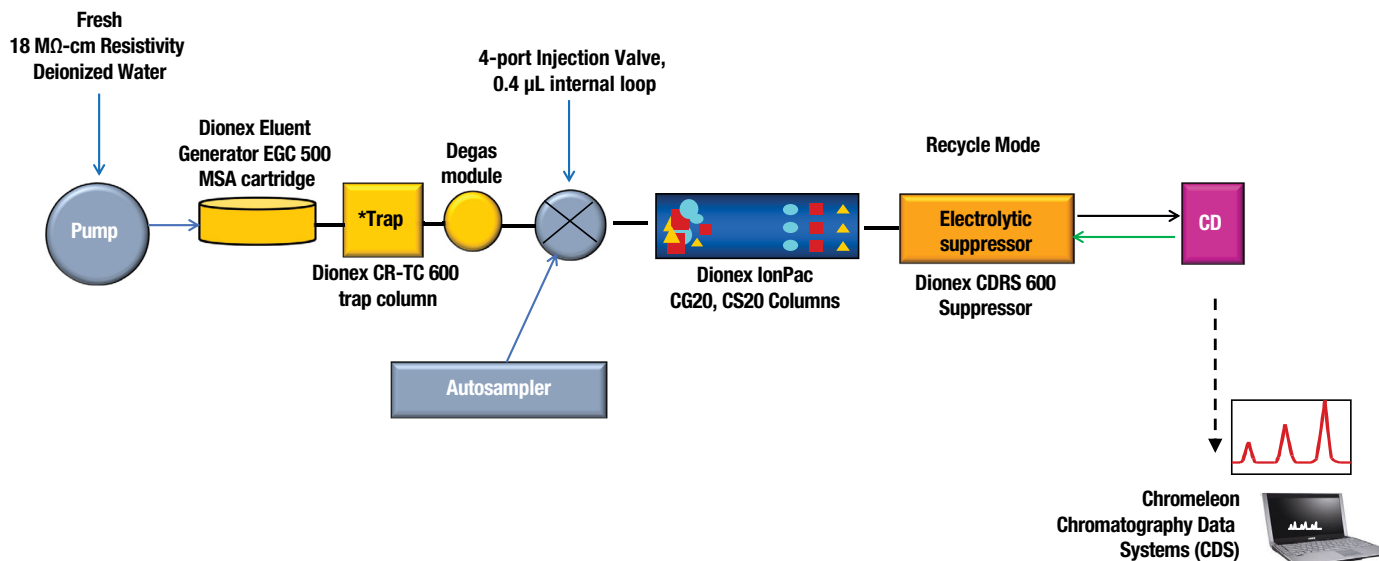 Fresh
18 MΩ-cm Resistivity
Deionized Water
4-port Injection Valve,
0.4 µL internal loop
Dionex Eluent
Generator EGC 500
MSA cartridge
Degas
module
Recycle Mode
Pump
*Trap
Electrolytic
suppressor
CD
Dionex CR-TC 600
trap column
Dionex IonPac
CG20, CS20 Columns
Dionex CDRS 600
Suppressor
Autosampler
Chromeleon
Chromatography Data
Systems (CDS)